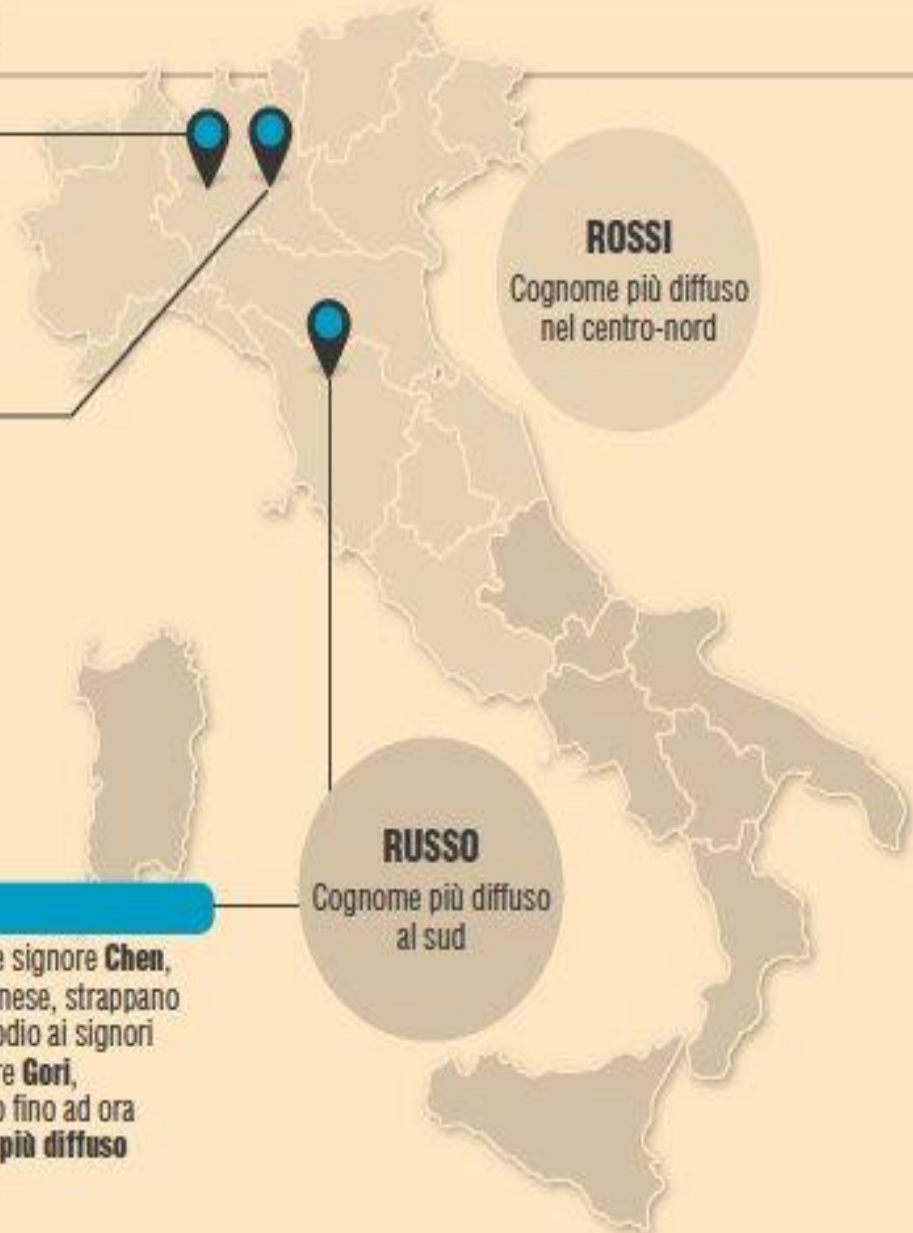 ROSSI
Cognome più diffuso
nel centro-nord
RUSSO
Cognome più diffuso
al sud
e signore Chen,
nese, strappano
odio ai signori
re Gori,
o fino ad ora
più diffuso